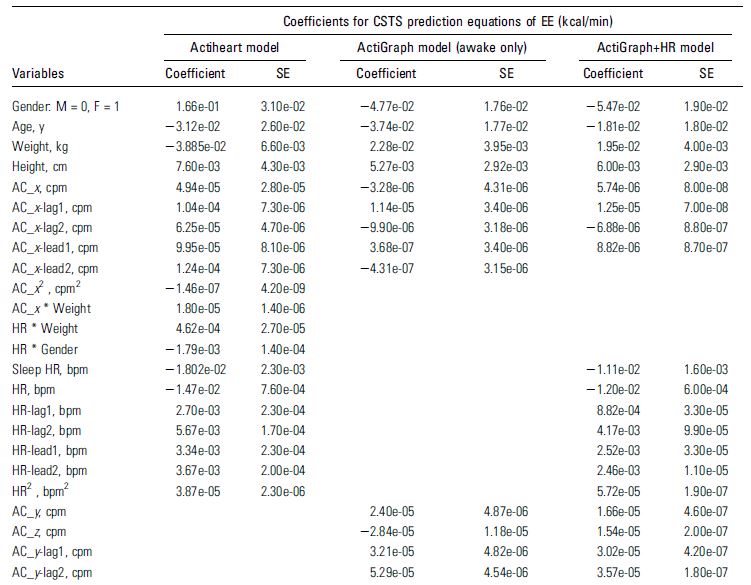 Coefficients for CSTS prediction equations of EE (kcal/min)
Actiheart model ActiGraph model (awake only) ActiGraph+HR model
Variables Coefficient SE Coefficient SE Coefficient SE
Gender: M = 0, F = 1 1.66e-01 3.10e-02 −4.77e-02 1.76e-02 −5.47e-02 1.90e-02
Age, y −3.12e-02 2.60e-02 −3.74e-02 1.77e-02 −1.81e-02 1.80e-02
Weight, kg −3.885e-02 6.60e-03 2.28e-02 3.95e-03 1.95e-02 4.00e-03
Height, cm 7.60e-03 4.30e-03 5.27e-03 2.92e-03 6.00e-03 2.90e-03
AC_x, cpm 4.94e-05 2.80e-05 −3.28e-06 4.31e-06 5.74e-06 8.00e-08
AC_x-lag1, cpm 1.04e-04 7.30e-06 1.14e-05 3.40e-06 1.25e-05 7.00e-08
AC_x-lag2, cpm 6.25e-05 4.70e-06 −9.90e-06 3.18e-06 −6.88e-06 8.80e-07
AC_x-lead1, cpm 9.95e-05 8.10e-06 3.68e-07 3.40e-06 8.82e-06 8.70e-07
AC_x-lead2, cpm 1.24e-04 7.30e-06 −4.31e-07 3.15e-06
AC_x², cpm² −1.46e-07 4.20e-09
AC_x * Weight 1.80e-05 1.40e-06
HR * Weight 4.62e-04 2.70e-05
HR * Gender −1.79e-03 1.40e-04
Sleep HR, bpm −1.802e-02 2.30e-03 −1.11e-02 1.60e-03
HR, bpm −1.47e-02 7.60e-04 −1.20e-02 6.00e-04
HR-lag1, bpm 2.70e-03 2.30e-04 8.82e-04 3.30e-05
HR-lag2, bpm 5.67e-03 1.70e-04 4.17e-03 9.90e-05
HR-lead1, bpm 3.34e-03 2.30e-04 2.52e-03 3.30e-05
HR-lead2, bpm 3.67e-03 2.00e-04 2.46e-03 1.10e-05
HR², bpm² 3.87e-05 2.30e-06 5.72e-05 1.90e-07
AC_y, cpm 2.40e-05 4.87e-06 1.66e-05 4.60e-07
AC_z, cpm −2.84e-05 1.18e-05 1.54e-05 2.00e-07
AC_y-lag1, cpm 3.21e-05 4.82e-06 3.02e-05 4.20e-07
AC_y-lag2, cpm 5.29e-05 4.54e-06 3.57e-05 1.80e-07